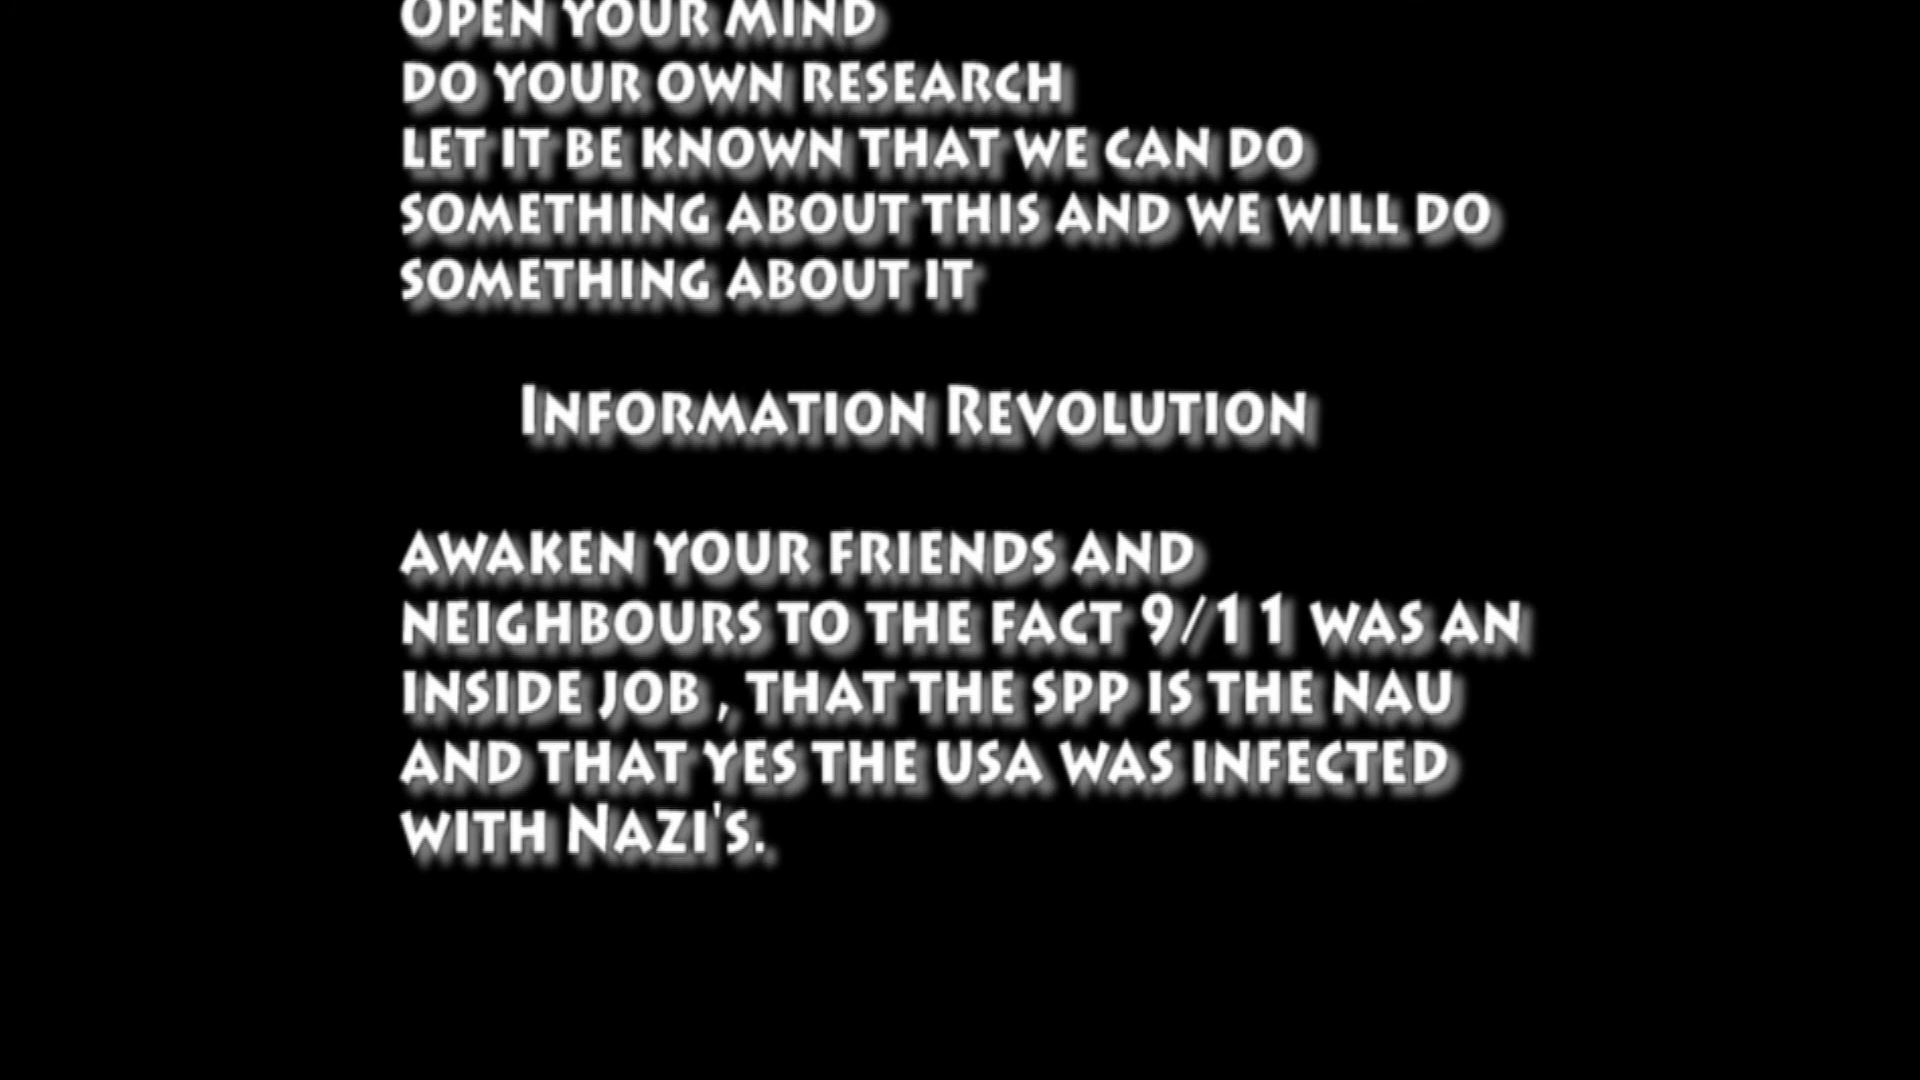 Open your mind
do your own research
let it be known that we can do
something about this and we will do
something about it
Information Revolution
awaken your friends and
neighbours to the fact 9/11 was an
inside job , that the SPP is the NAU
and that yes the USA was infected
with Nazi's.